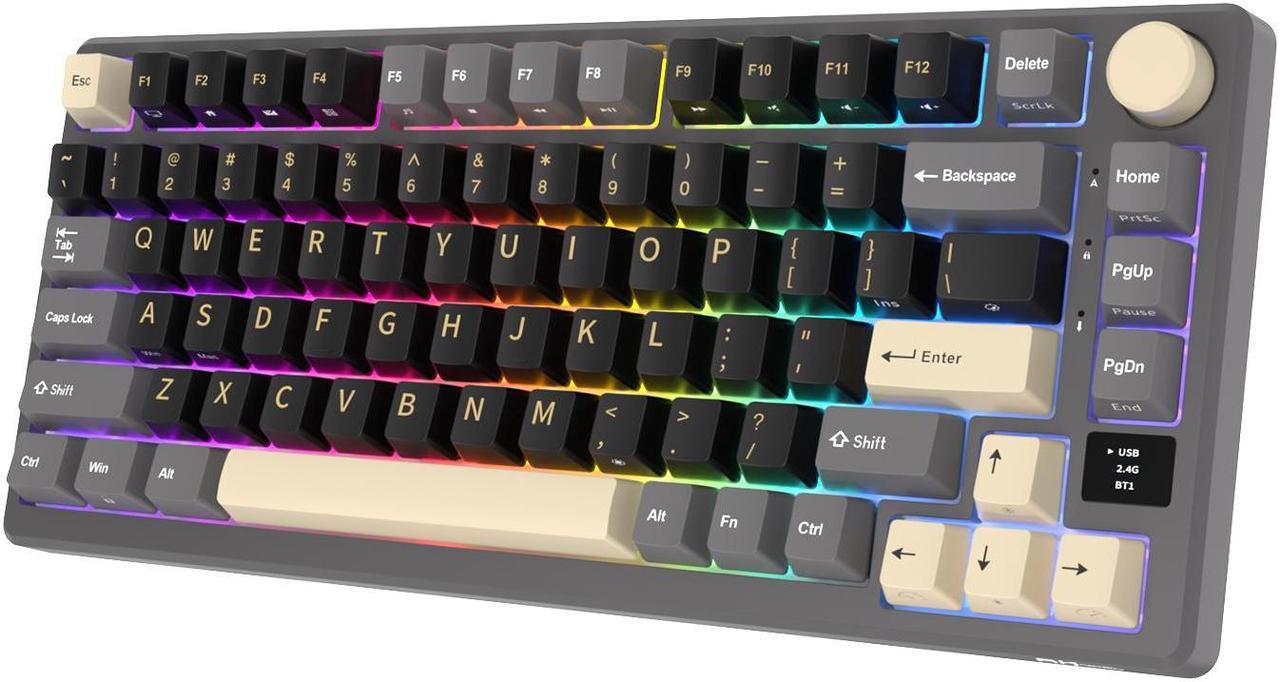 Esc F1 F2 F3 F4 F5 F6 F7 F8 F9 F10 F11 F12 Delete
ScrLk
~ ! @ # $ % ^ & * ( ) − +
` 1 2 3 4 5 6 7 8 9 0 - = ← Backspace
A
Home
PrtSc
Tab Q W E R T Y U I O P { } |
[ ] \
Ins
PgUp
Pause
Caps Lock A S D F G H J K L : "
; ' Enter
Win Mac
PgDn
End
Shift Z X C V B N M < > ?
, . / Shift
Ctrl Win Alt Alt Fn Ctrl
↑
← ↓ →
USB
2.4G
BT1